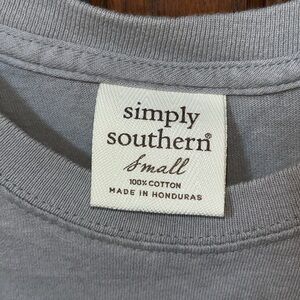 simply
southern®
Small
100% COTTON
MADE IN HONDURAS